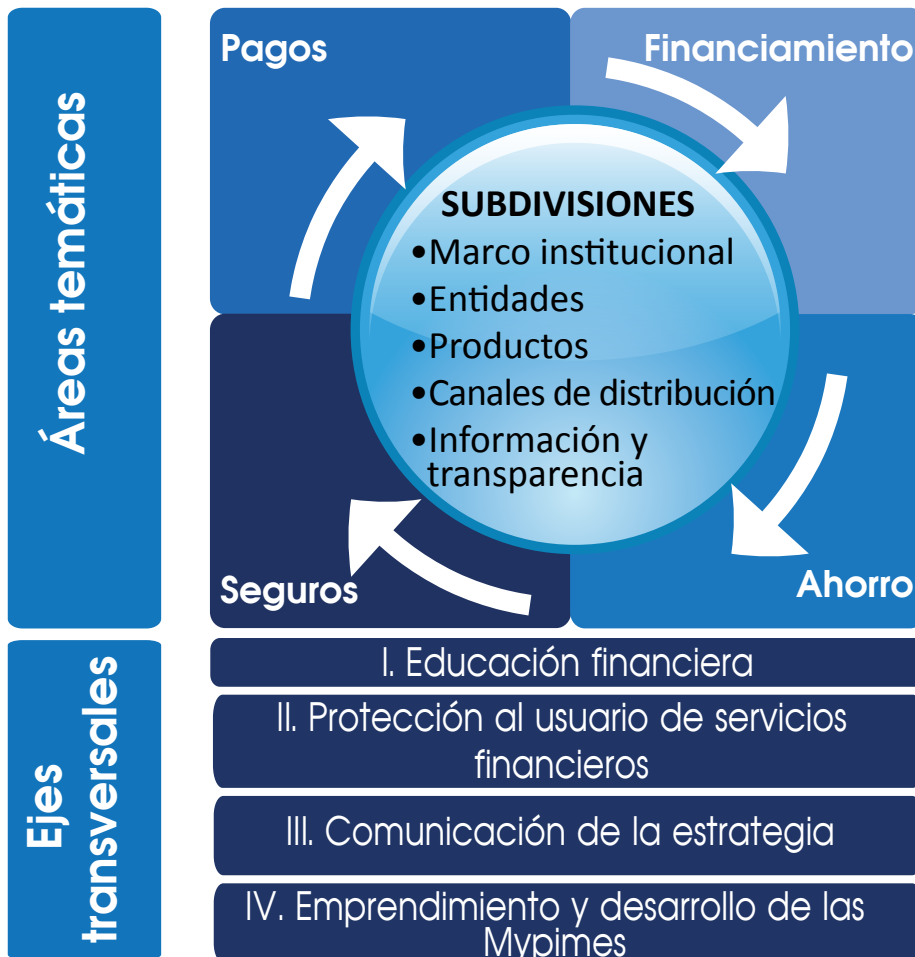 Áreas temáticas
Pagos
Financiamiento
SUBDIVISIONES
•Marco institucional
•Entidades
•Productos
•Canales de distribución
•Información y
transparencia
Seguros
Ahorro
Ejes
transversales
I. Educación financiera
II. Protección al usuario de servicios
financieros
III. Comunicación de la estrategia
IV. Emprendimiento y desarrollo de las
Mypimes